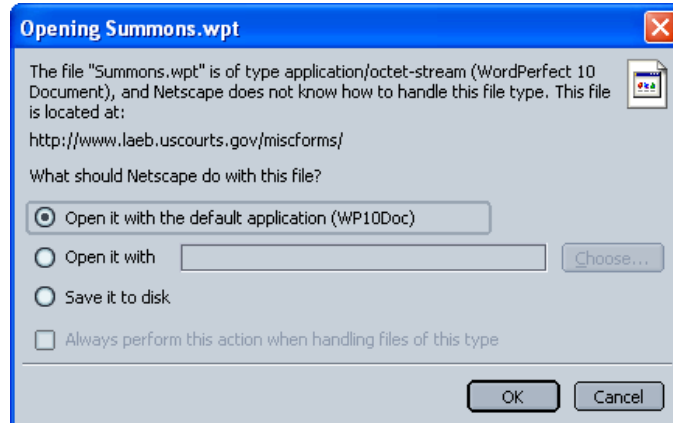 Opening Summons.wpt
The file "Summons.wpt" is of type application/octet-stream (WordPerfect 10
Document), and Netscape does not know how to handle this file type. This file
is located at:
http://www.laeb.uscourts.gov/miscforms/
What should Netscape do with this file?
Open it with the default application (WP10Doc)
Open it with
Choose...
Save it to disk
Always perform this action when handling files of this type
OK
Cancel